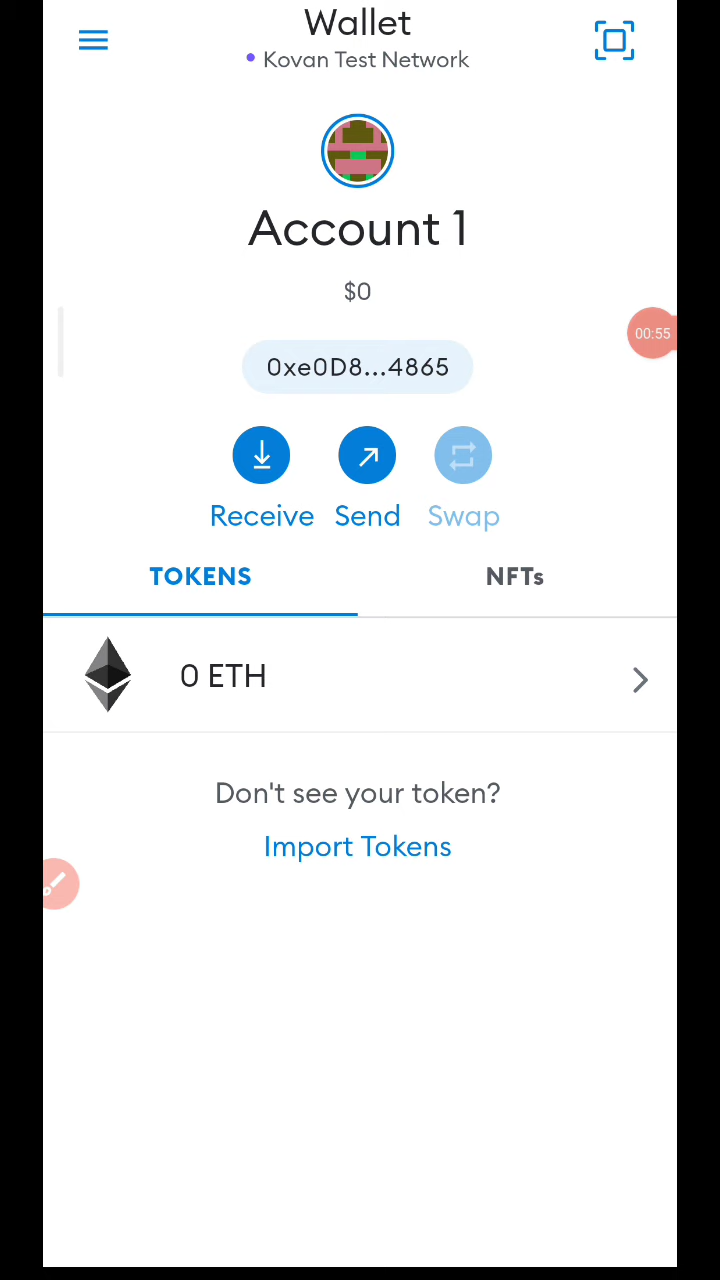 Wallet
Kovan Test Network
Account 1
$0
00:55
0xe0D8...4865
Receive Send Swap
TOKENS NFTs
0 ETH
Don't see your token?
Import Tokens